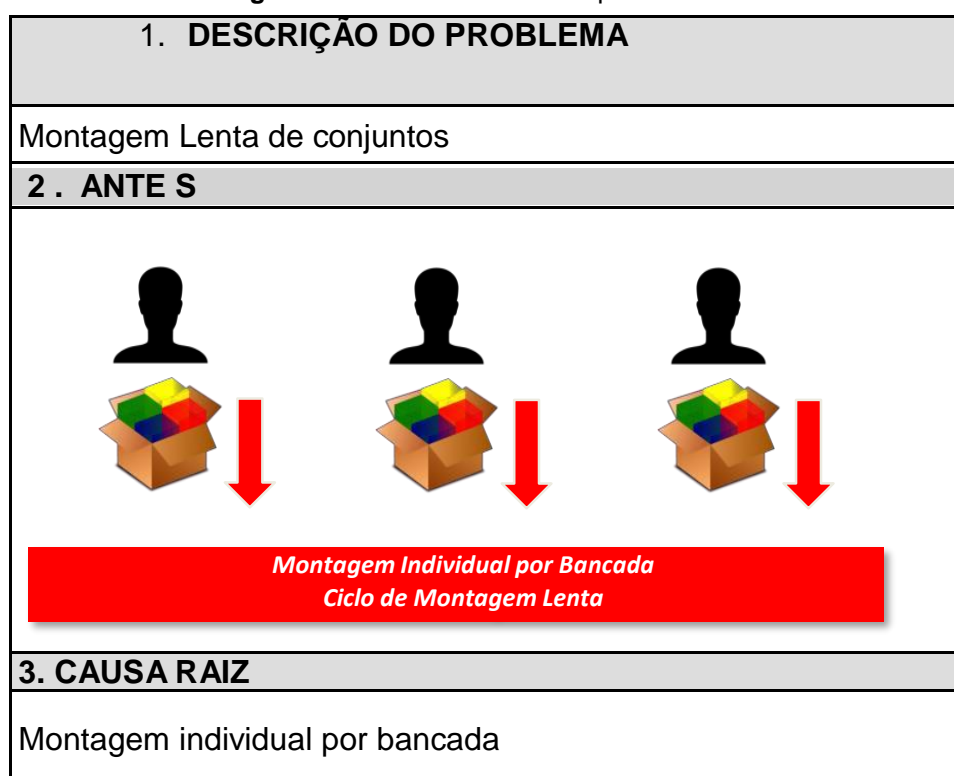 1. DESCRIÇÃO DO PROBLEMA
Montagem Lenta de conjuntos
2 . ANTE S
Montagem Individual por Bancada
Ciclo de Montagem Lenta
3. CAUSA RAIZ
Montagem individual por bancada